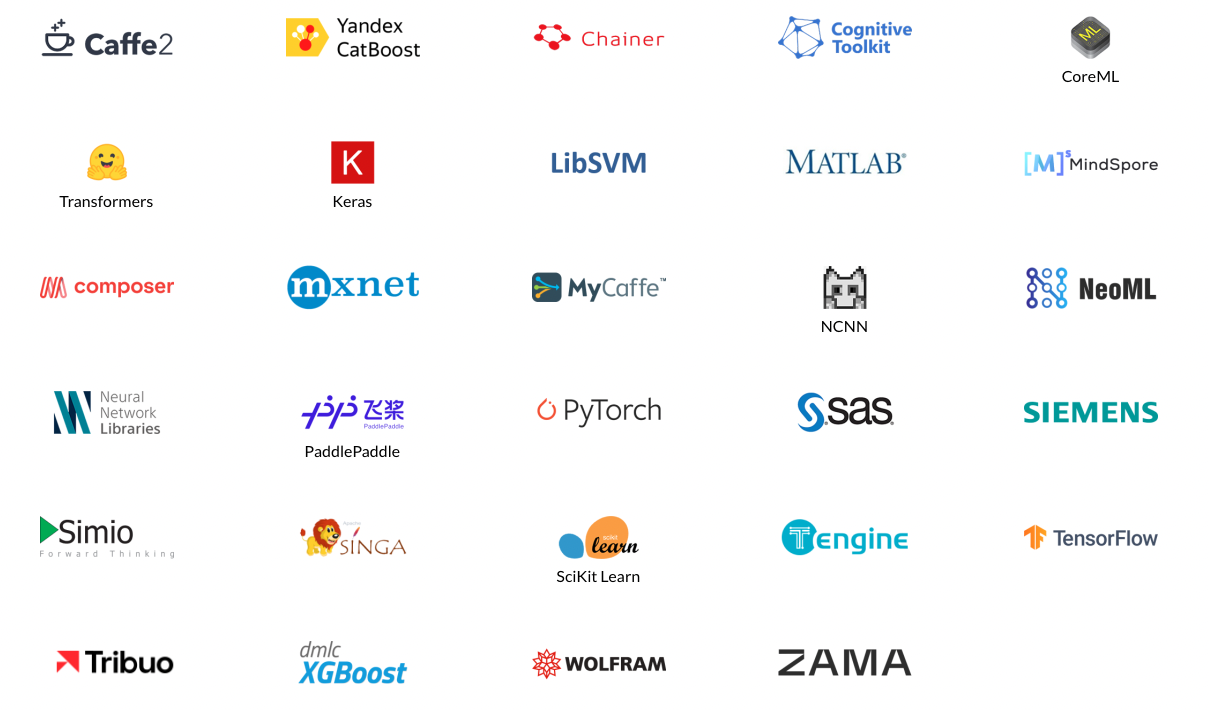 Caffe2
Yandex
CatBoost
Chainer
Cognitive
Toolkit
ML
CoreML
Transformers
K
Keras
LibSVM
MATLAB®
[M]s MindSpore
composer
mxnet
MyCaffe™
NCNN
NeoML
Neural
Network
Libraries
飞桨
PaddlePaddle
PaddlePaddle
PyTorch
sas
SIEMENS
Simio
Forward Thinking
Apache
SINGA
scikit
learn
SciKit Learn
Tengine
TensorFlow
Tribuo
dmlc
XGBoost
WOLFRAM
ZAMA